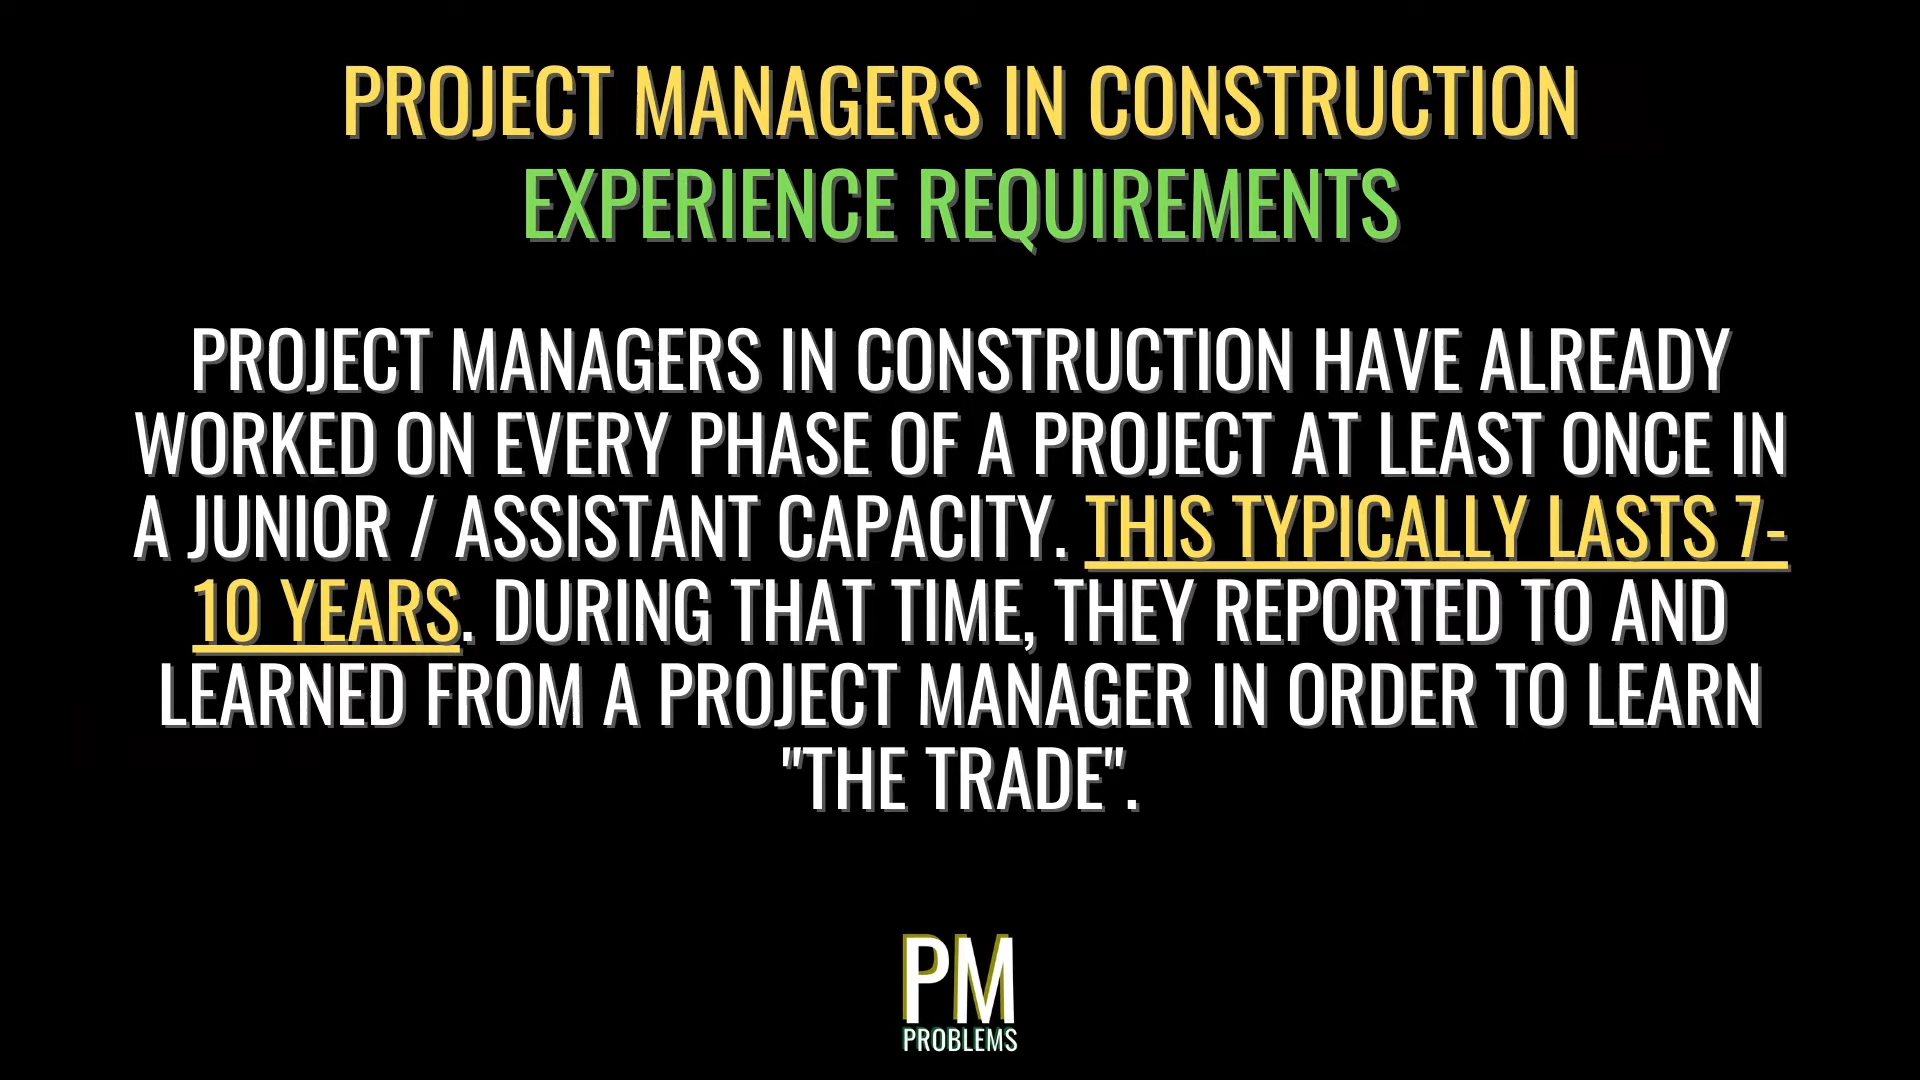 PROJECT MANAGERS IN CONSTRUCTION
EXPERIENCE REQUIREMENTS
PROJECT MANAGERS IN CONSTRUCTION HAVE ALREADY
WORKED ON EVERY PHASE OF A PROJECT AT LEAST ONCE IN
A JUNIOR / ASSISTANT CAPACITY. THIS TYPICALLY LASTS 7-
10 YEARS. DURING THAT TIME, THEY REPORTED TO AND
LEARNED FROM A PROJECT MANAGER IN ORDER TO LEARN
"THE TRADE".
PM
PROBLEMS